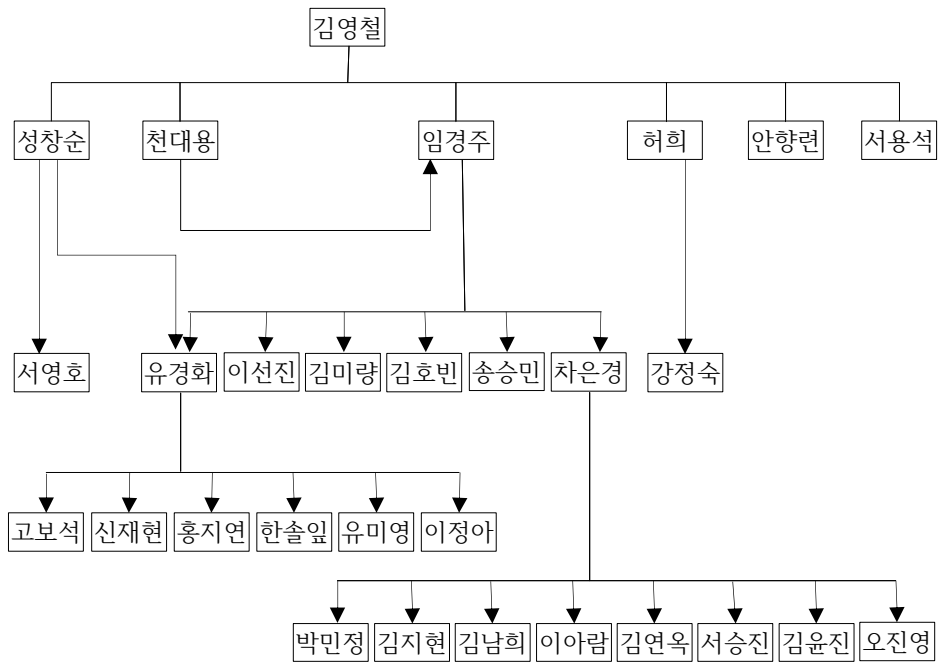 김영철
성창순 천대용 임경주 허희 안향련 서용석
서영호 유경화 이선진 김미량 김호빈 송승민 차은경 강정숙
고보석 신재현 홍지연 한솔잎 유미영 이정아
박민정 김지현 김남희 이아람 김연옥 서승진 김윤진 오진영